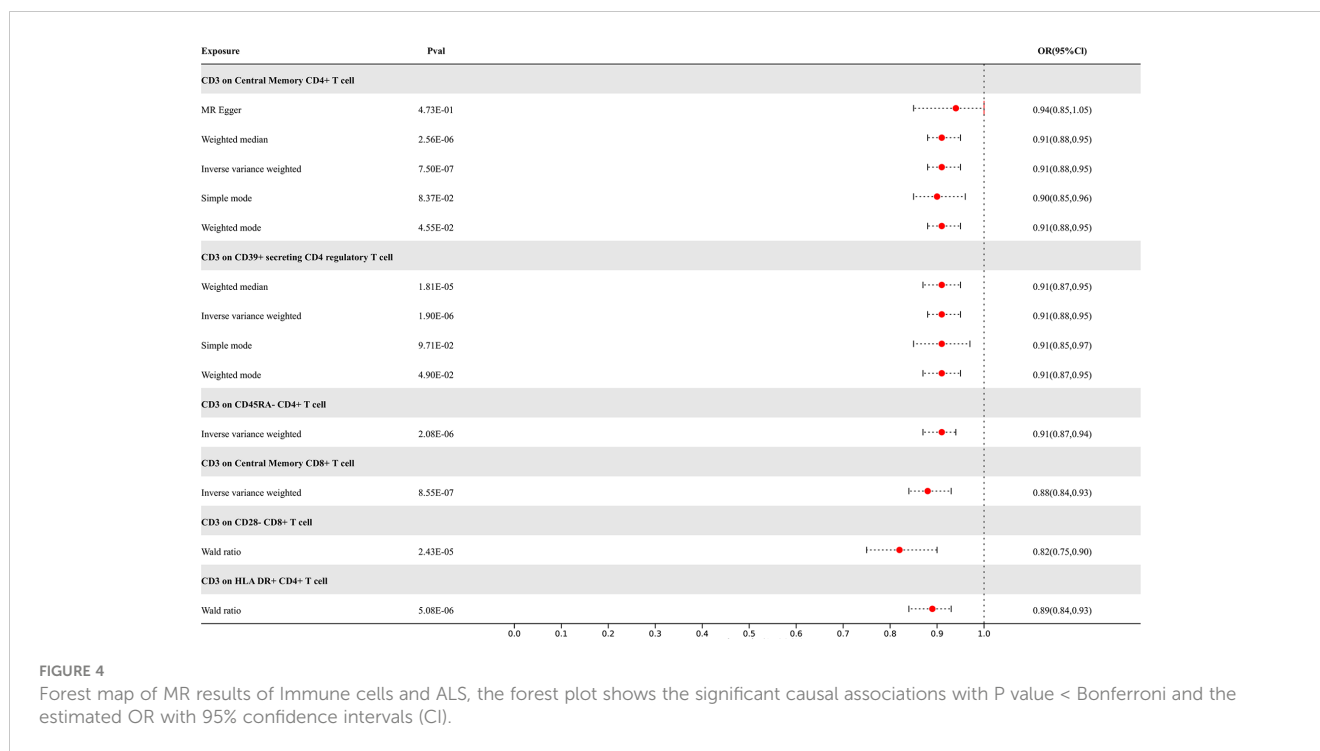 Exposure Pval OR(95%CI)
CD3 on Central Memory CD4+ T cell
MR Egger 4.73E-01 0.94(0.85,1.05)
Weighted median 2.56E-06 0.91(0.88,0.95)
Inverse variance weighted 7.50E-07 0.91(0.88,0.95)
Simple mode 8.37E-02 0.90(0.85,0.96)
Weighted mode 4.55E-02 0.91(0.88,0.95)
CD3 on CD39+ secreting CD4 regulatory T cell
Weighted median 1.81E-05 0.91(0.87,0.95)
Inverse variance weighted 1.90E-06 0.91(0.88,0.95)
Simple mode 9.71E-02 0.91(0.85,0.97)
Weighted mode 4.90E-02 0.91(0.87,0.95)
CD3 on CD45RA- CD4+ T cell
Inverse variance weighted 2.08E-06 0.91(0.87,0.94)
CD3 on Central Memory CD8+ T cell
Inverse variance weighted 8.55E-07 0.88(0.84,0.93)
CD3 on CD28- CD8+ T cell
Wald ratio 2.43E-05 0.82(0.75,0.90)
CD3 on HLA DR+ CD4+ T cell
Wald ratio 5.08E-06 0.89(0.84,0.93)
0.0 0.1 0.2 0.3 0.4 0.5 0.6 0.7 0.8 0.9 1.0
FIGURE 4
Forest map of MR results of Immune cells and ALS, the forest plot shows the significant causal associations with P value < Bonferroni and the
estimated OR with 95% confidence intervals (CI).